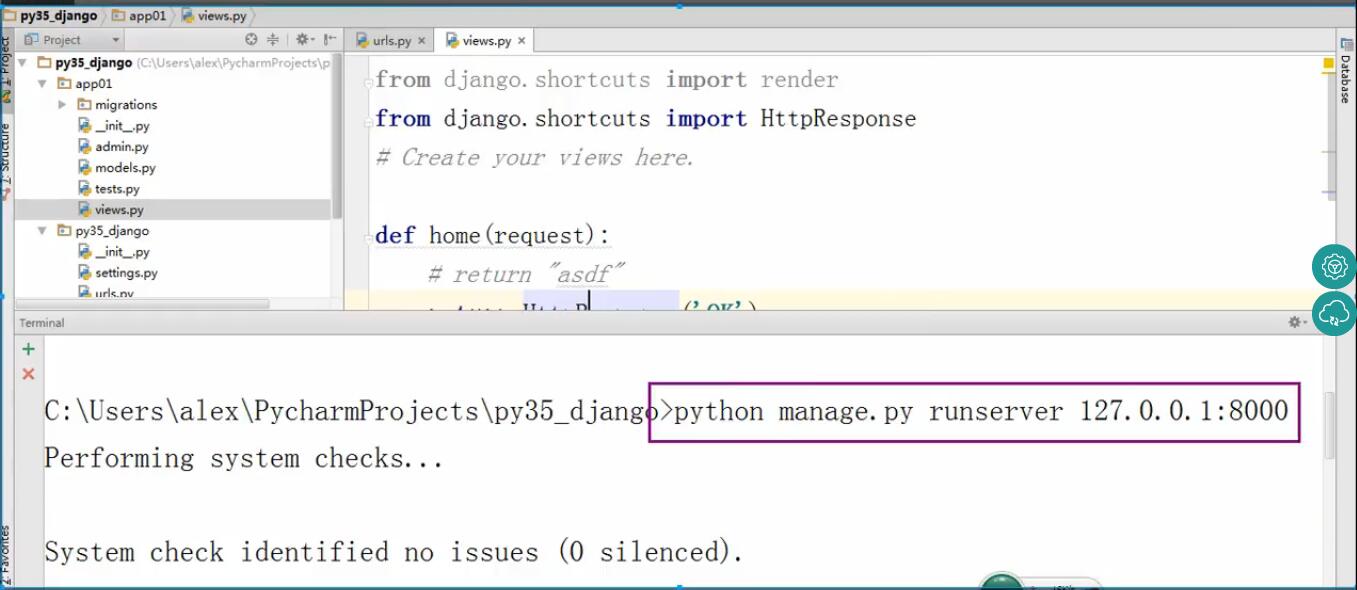 py35_django app01 views.py
Project
urls.py views.py
1: Project
py35_django (C:\Users\alex\PycharmProjects\p
app01
migrations
__init__.py
admin.py
models.py
tests.py
views.py
py35_django
__init__.py
settings.py
urls.py
Structure
2: Favorites
Database
from django.shortcuts import render
from django.shortcuts import HttpResponse
# Create your views here.
def home(request):
# return "asdf"
('OK')
Terminal
C:\Users\alex\PycharmProjects\py35_django>python manage.py runserver 127.0.0.1:8000
Performing system checks...
System check identified no issues (0 silenced).